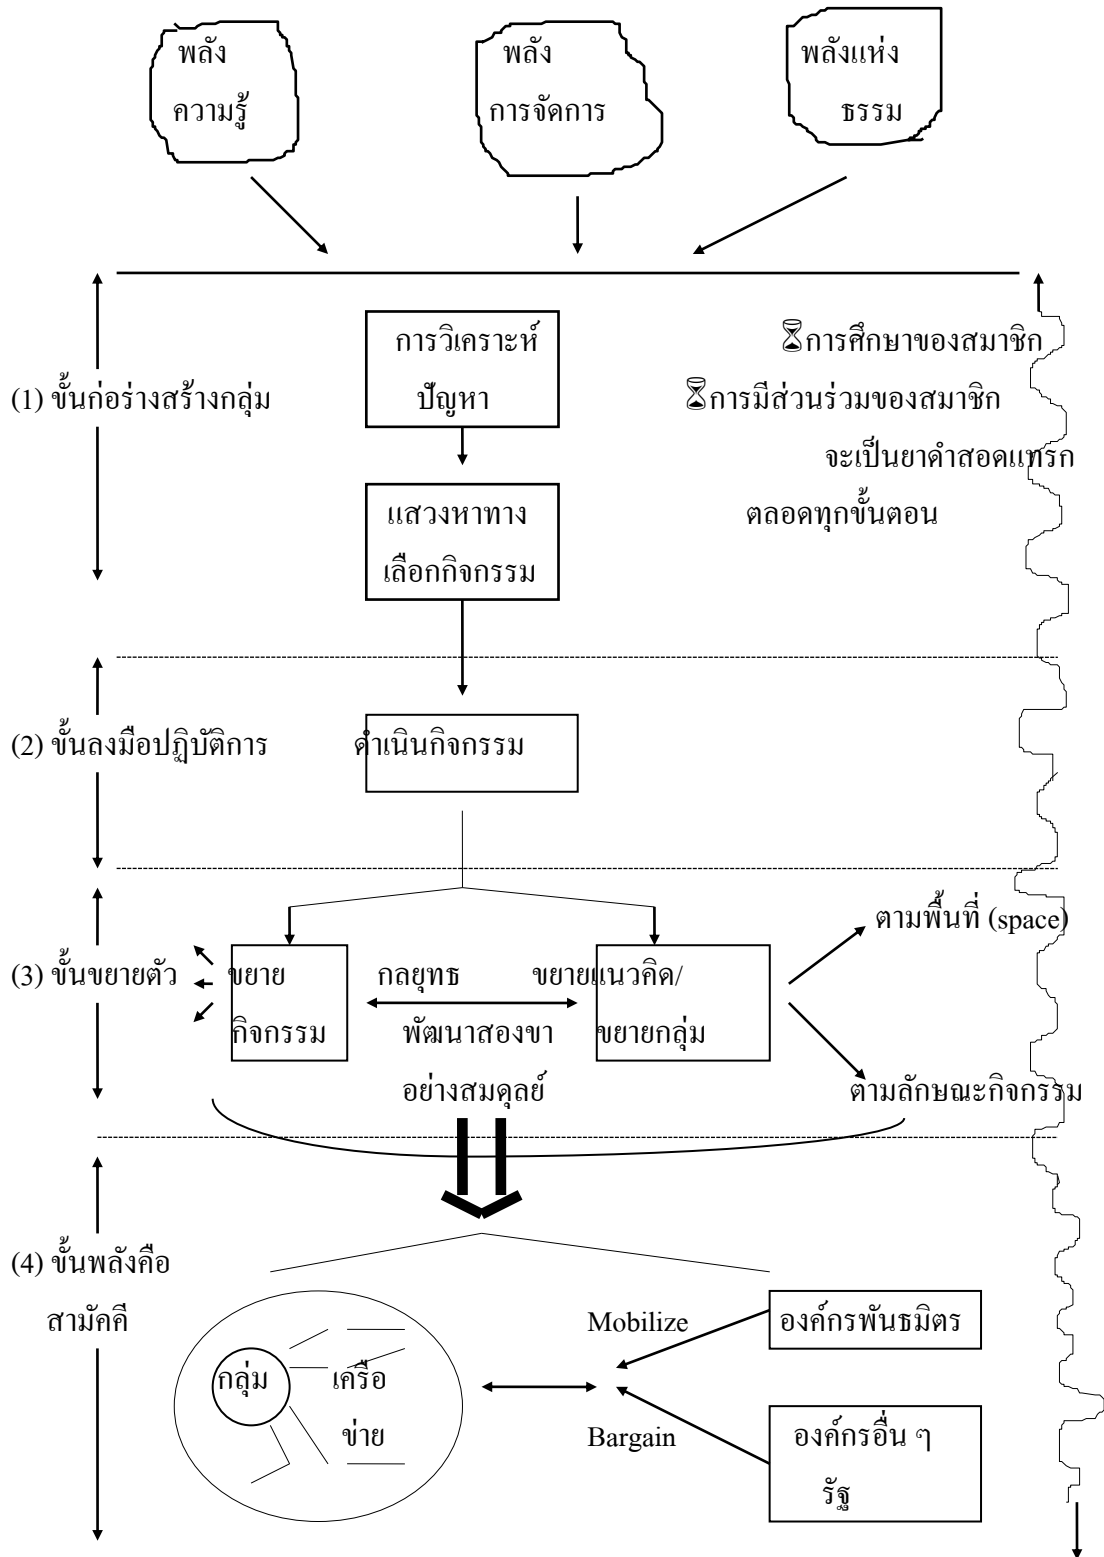 พลัง
ความรู้
พลัง
การจัดการ
พลังแห่ง
ธรรม
(1) ขั้นก่อร่างสร้างกลุ่ม
การวิเคราะห์
ปัญหา
แสวงหาทาง
เลือกกิจกรรม
⌛การศึกษาของสมาชิก
⌛การมีส่วนร่วมของสมาชิก
จะเป็นยาดำสอดแทรก
ตลอดทุกขั้นตอน
(2) ขั้นลงมือปฏิบัติการ
ดำเนินกิจกรรม
(3) ขั้นขยายตัว
ขยาย
กิจกรรม
กลยุทธ
พัฒนาสองขา
อย่างสมดุลย์
ขยายแนวคิด/
ขยายกลุ่ม
ตามพื้นที่ (space)
ตามลักษณะกิจกรรม
(4) ขั้นพลังคือ
สามัคคี
กลุ่ม
เครือ
ข่าย
Mobilize
Bargain
องค์กรพันธมิตร
องค์กรอื่น ๆ
รัฐ